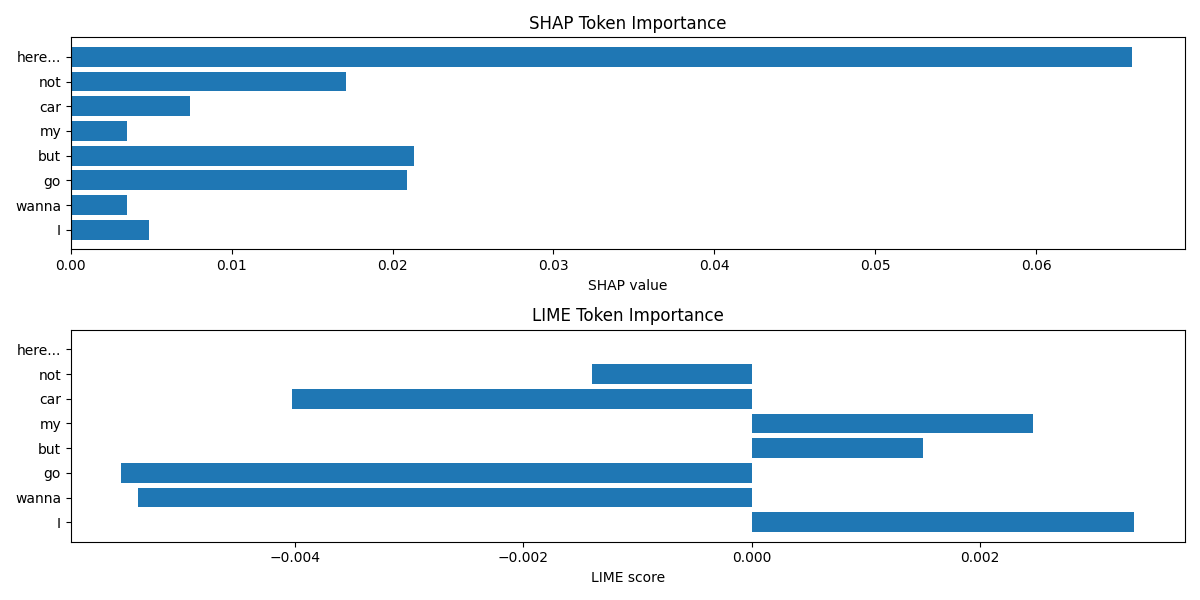 SHAP Token Importance
here...
not
car
my
but
go
wanna
I
0.00 0.01 0.02 0.03 0.04 0.05 0.06
SHAP value
LIME Token Importance
here...
not
car
my
but
go
wanna
I
−0.004 −0.002 0.000 0.002
LIME score